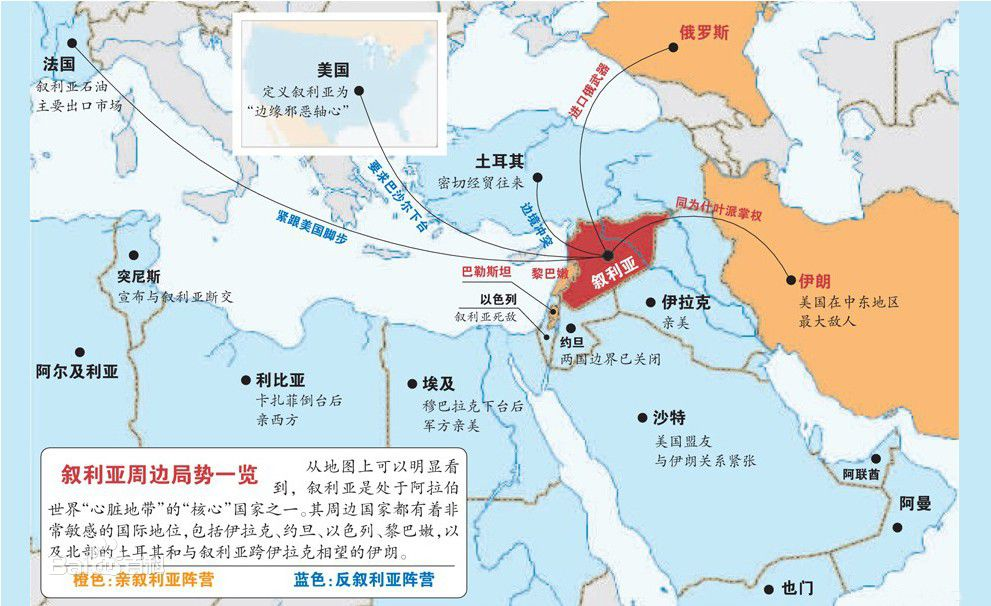 法国
叙利亚石油
主要出口市场
美国
定义叙利亚为
“边缘邪恶轴心”
俄罗斯
进口俄武器
土耳其
密切经贸往来
要求巴沙尔下台
边境冲突
同为什叶派掌权
紧跟美国脚步
突尼斯
宣布与叙利亚断交
巴勒斯坦
黎巴嫩
叙利亚
伊朗
美国在中东地区
最大敌人
以色列
叙利亚死敌
伊拉克
亲美
约旦
两国边界已关闭
阿尔及利亚
利比亚
卡扎菲倒台后
亲西方
埃及
穆巴拉克下台后
军方亲美
沙特
美国盟友
与伊朗关系紧张
阿联酋
阿曼
也门
叙利亚周边局势一览
从地图上可以明显看
到，叙利亚是处于阿拉伯
世界“心脏地带”的“核心”国家之一。其周边国家都有着非
常敏感的国际地位，包括伊拉克、约旦、以色列、黎巴嫩，以
及北部的土耳其和与叙利亚跨伊拉克相望的伊朗。
橙色：亲叙利亚阵营
蓝色：反叙利亚阵营
Bai百科